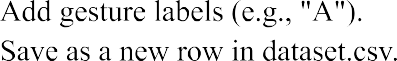 Add gesture labels (e.g., "A").
Save as a new row in dataset.csv.